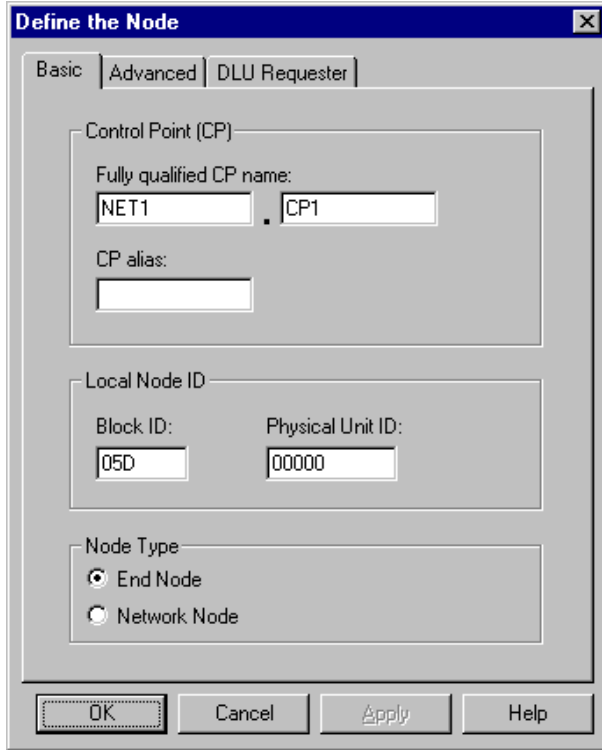 Define the Node
Basic Advanced DLU Requester
Control Point (CP)
Fully qualified CP name:
NET1 . CP1
CP alias:
Local Node ID
Block ID: Physical Unit ID:
05D 00000
Node Type
End Node
Network Node
OK Cancel Apply Help